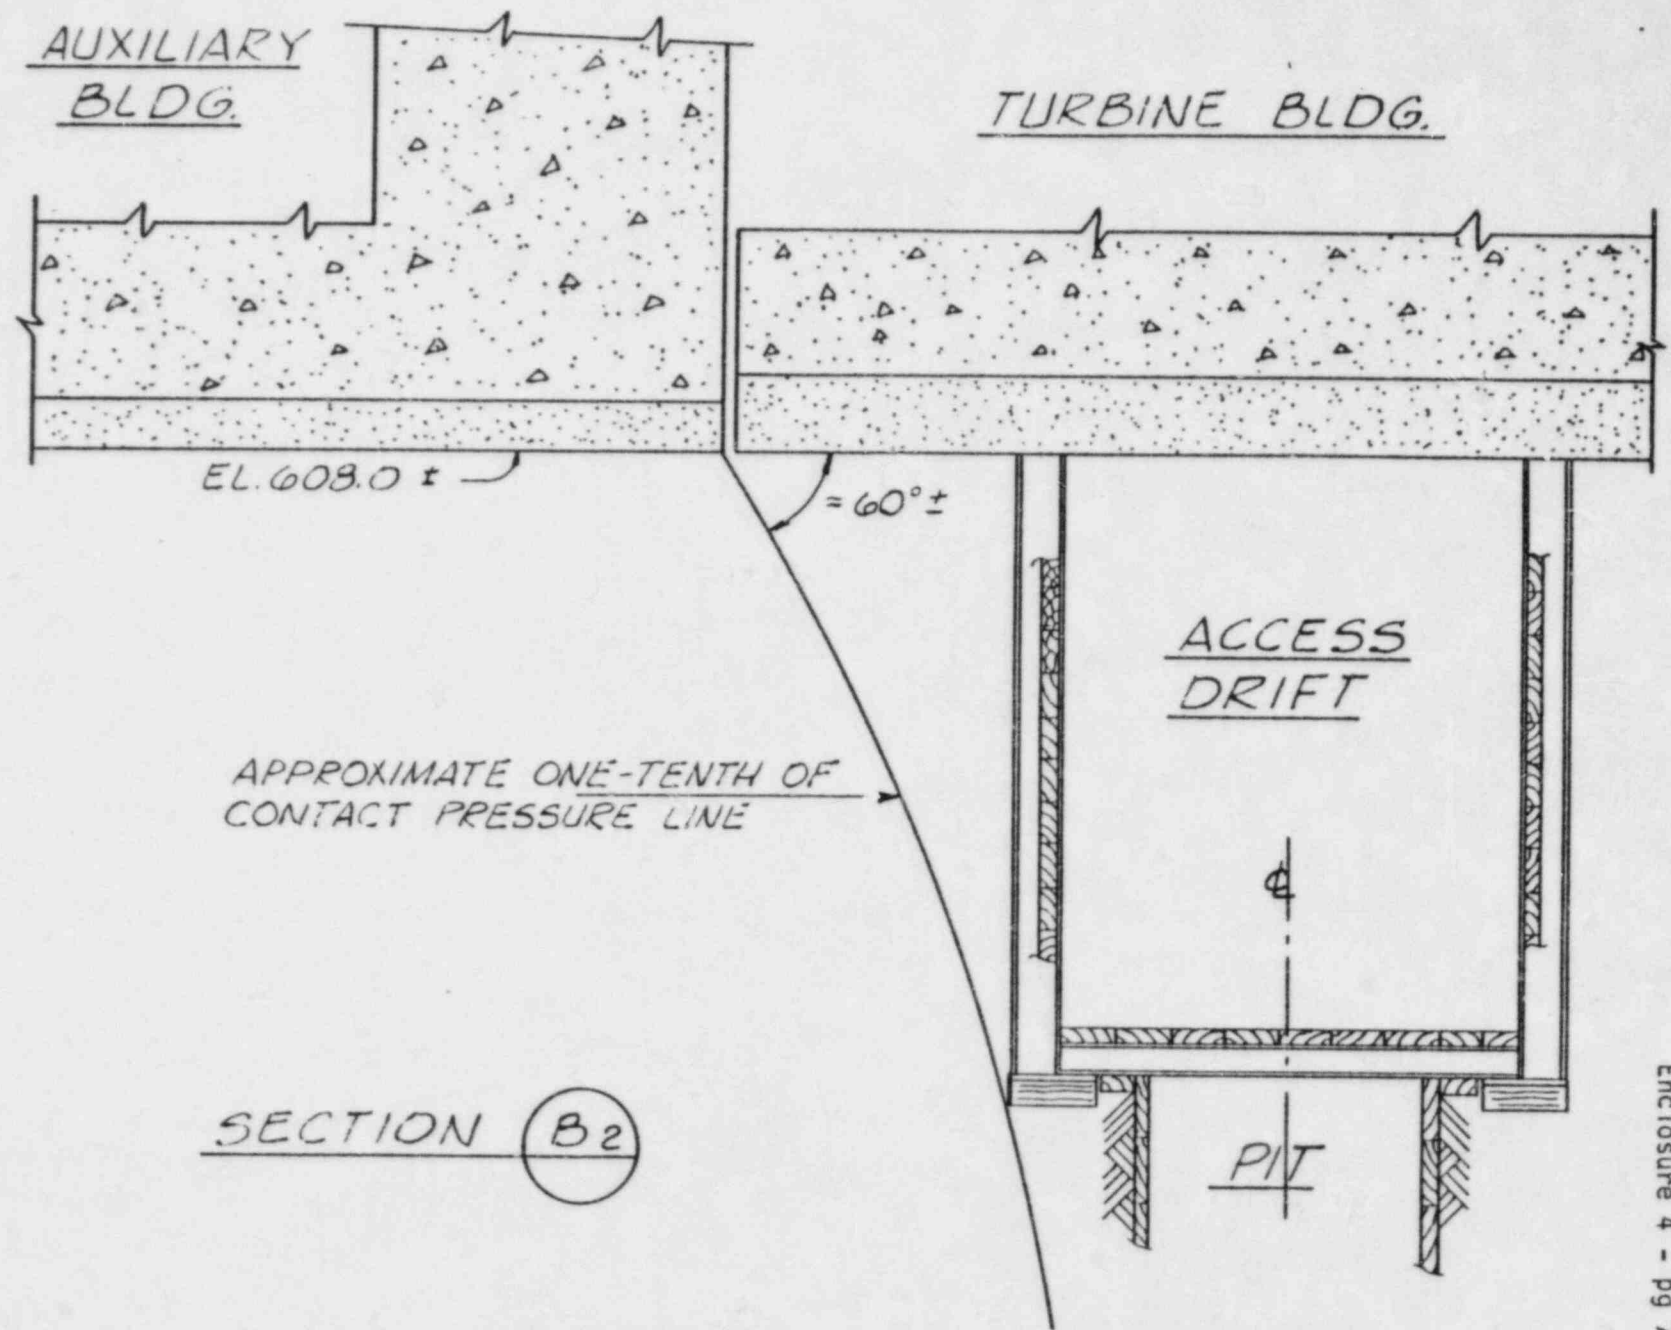 AUXILIARY
BLDG.
TURBINE BLDG.
EL.608.0 ±
≈60°±
ACCESS
DRIFT
APPROXIMATE ONE-TENTH OF
CONTACT PRESSURE LINE
℄
SECTION B2
PIT
Enclosure 4 - pg